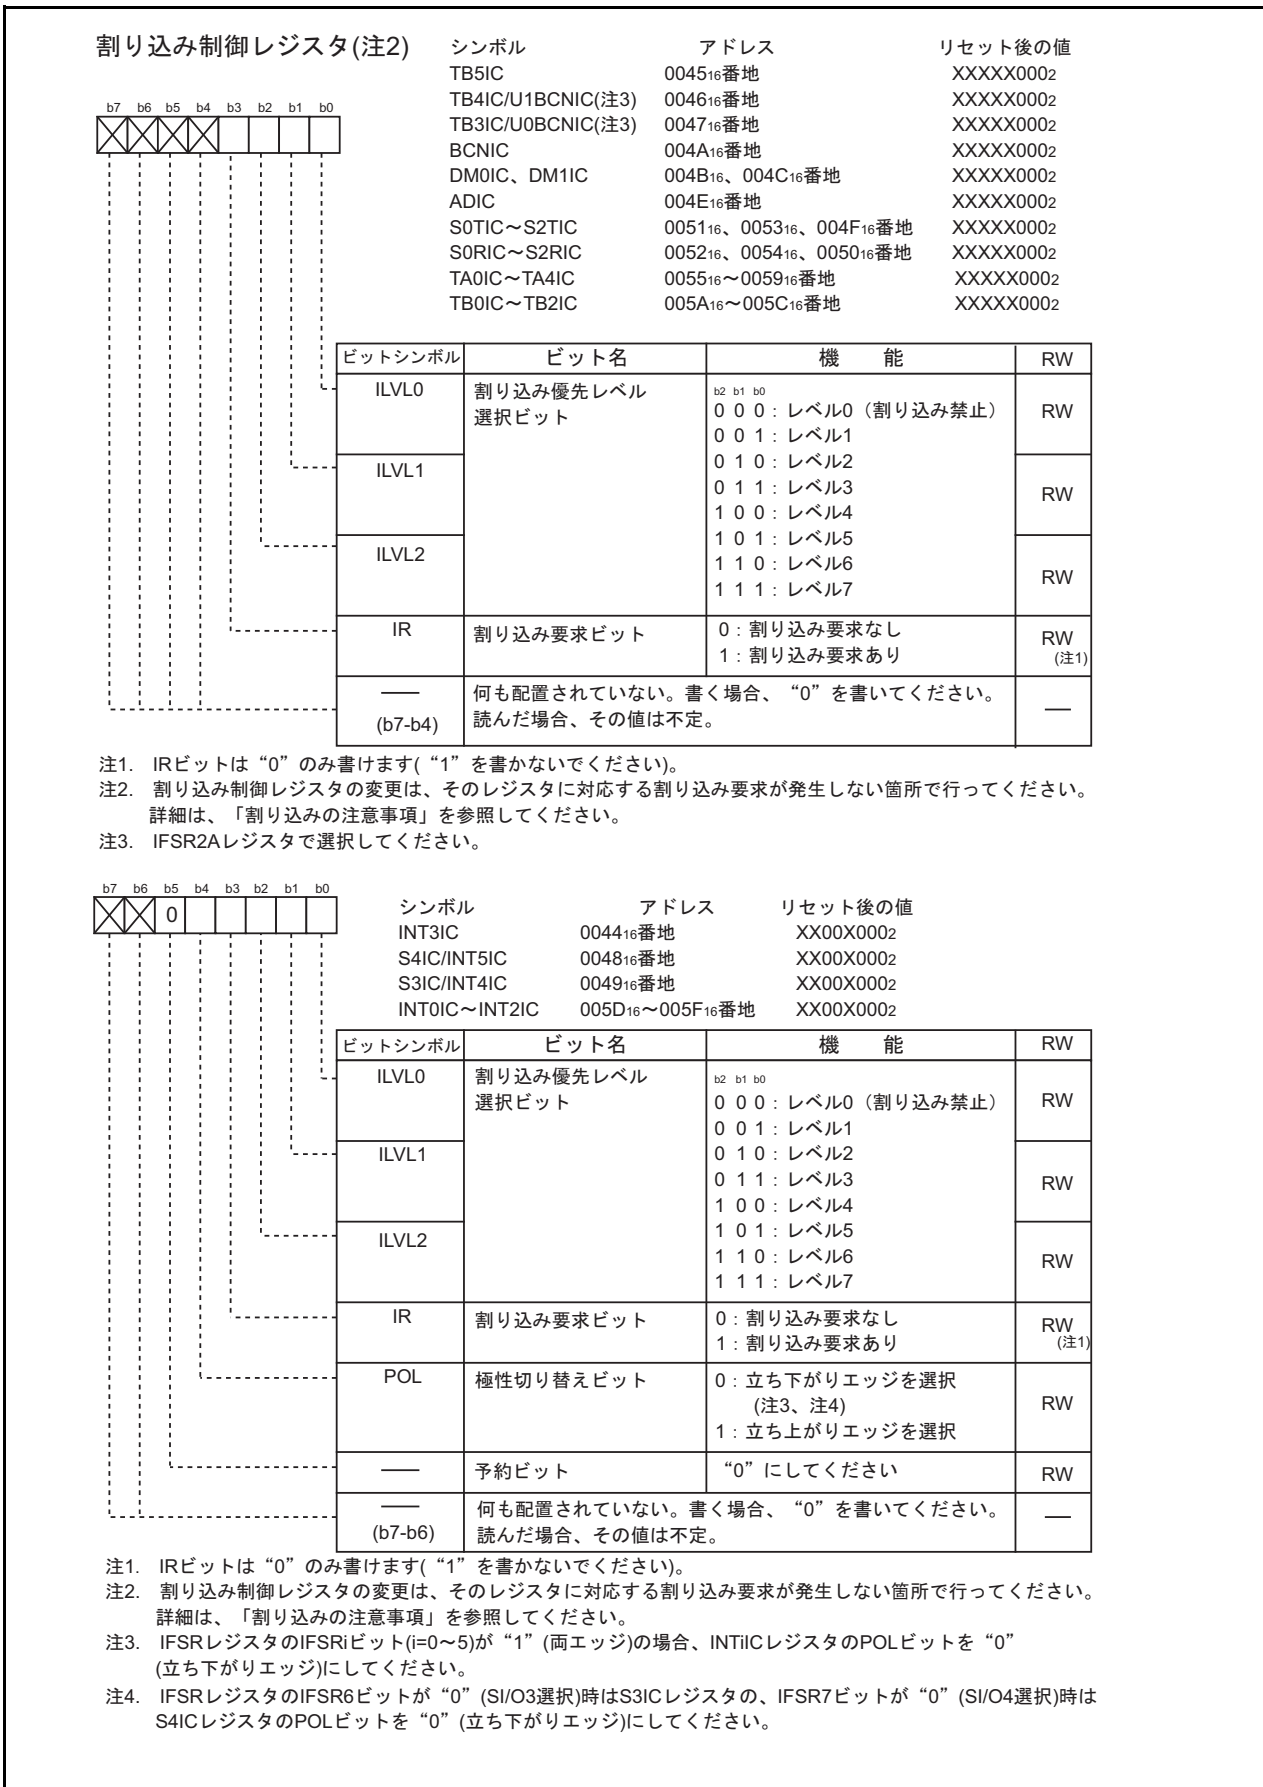 割り込み制御レジスタ(注2) シンボル アドレス リセット後の値
TB5IC 004516番地 XXXXX0002
TB4IC/U1BCNIC(注3) 004616番地 XXXXX0002
TB3IC/U0BCNIC(注3) 004716番地 XXXXX0002
BCNIC 004A16番地 XXXXX0002
DM0IC、DM1IC 004B16、004C16番地 XXXXX0002
ADIC 004E16番地 XXXXX0002
S0TIC～S2TIC 005116、005316、004F16番地 XXXXX0002
S0RIC～S2RIC 005216、005416、005016番地 XXXXX0002
TA0IC～TA4IC 005516～005916番地 XXXXX0002
TB0IC～TB2IC 005A16～005C16番地 XXXXX0002
b7 b6 b5 b4 b3 b2 b1 b0
ビットシンボル ビット名 機 能 RW
ILVL0 割り込み優先レベル b2 b1 b0
選択ビット 0 0 0：レベル0（割り込み禁止） RW
0 0 1：レベル1
ILVL1 0 1 0：レベル2
0 1 1：レベル3 RW
1 0 0：レベル4
1 0 1：レベル5
ILVL2 1 1 0：レベル6
1 1 1：レベル7 RW
IR 割り込み要求ビット 0：割り込み要求なし RW
1：割り込み要求あり (注1)
— 何も配置されていない。書く場合、“0”を書いてください。 —
(b7-b4) 読んだ場合、その値は不定。
注1. IRビットは“0”のみ書けます(“1”を書かないでください)。
注2. 割り込み制御レジスタの変更は、そのレジスタに対応する割り込み要求が発生しない箇所で行ってください。
詳細は、「割り込みの注意事項」を参照してください。
注3. IFSR2Aレジスタで選択してください。
b7 b6 b5 b4 b3 b2 b1 b0
0
シンボル アドレス リセット後の値
INT3IC 004416番地 XX00X0002
S4IC/INT5IC 004816番地 XX00X0002
S3IC/INT4IC 004916番地 XX00X0002
INT0IC～INT2IC 005D16～005F16番地 XX00X0002
ビットシンボル ビット名 機 能 RW
ILVL0 割り込み優先レベル b2 b1 b0
選択ビット 0 0 0：レベル0（割り込み禁止） RW
0 0 1：レベル1
ILVL1 0 1 0：レベル2
0 1 1：レベル3 RW
1 0 0：レベル4
1 0 1：レベル5
ILVL2 1 1 0：レベル6 RW
1 1 1：レベル7
IR 割り込み要求ビット 0：割り込み要求なし RW
1：割り込み要求あり (注1)
POL 極性切り替えビット 0：立ち下がりエッジを選択
(注3、注4) RW
1：立ち上がりエッジを選択
— 予約ビット “0”にしてください RW
— 何も配置されていない。書く場合、“0”を書いてください。 —
(b7-b6) 読んだ場合、その値は不定。
注1. IRビットは“0”のみ書けます(“1”を書かないでください)。
注2. 割り込み制御レジスタの変更は、そのレジスタに対応する割り込み要求が発生しない箇所で行ってください。
詳細は、「割り込みの注意事項」を参照してください。
注3. IFSRレジスタのIFSRiビット(i=0～5)が“1”(両エッジ)の場合、INTiICレジスタのPOLビットを“0”
(立ち下がりエッジ)にしてください。
注4. IFSRレジスタのIFSR6ビットが“0”(SI/O3選択)時はS3ICレジスタの、IFSR7ビットが“0”(SI/O4選択)時は
S4ICレジスタのPOLビットを“0”(立ち下がりエッジ)にしてください。